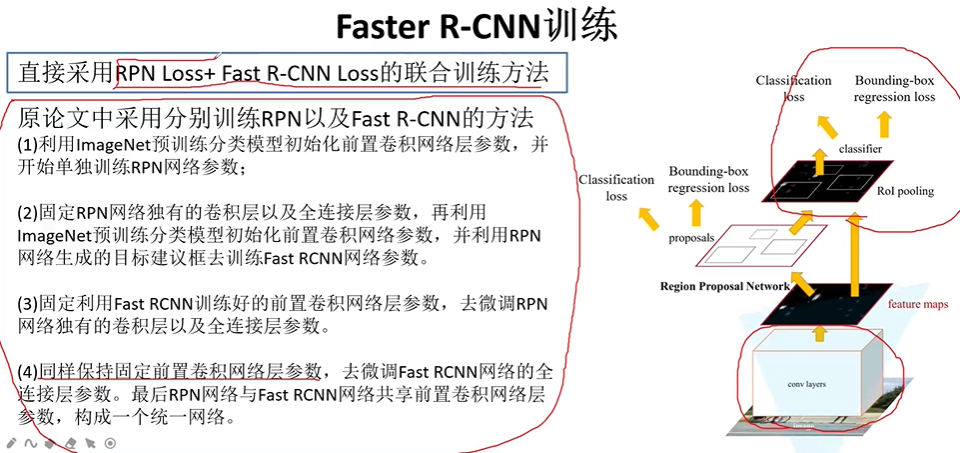 Faster R-CNN训练
直接采用RPN Loss+ Fast R-CNN Loss的联合训练方法
原论文中采用分别训练RPN以及Fast R-CNN的方法
(1)利用ImageNet预训练分类模型初始化前置卷积网络层参数，并
开始单独训练RPN网络参数；
(2)固定RPN网络独有的卷积层以及全连接层参数，再利用
ImageNet预训练分类模型初始化前置卷积网络参数，并利用RPN
网络生成的目标建议框去训练Fast RCNN网络参数。
(3)固定利用Fast RCNN训练好的前置卷积网络层参数，去微调RPN
网络独有的卷积层以及全连接层参数。
(4)同样保持固定前置卷积网络层参数，去微调Fast RCNN网络的全
连接层参数。最后RPN网络与Fast RCNN网络共享前置卷积网络层
参数，构成一个统一网络。
Classification
loss
Bounding-box
regression loss
classifier
RoI pooling
Classification
loss
Bounding-box
regression loss
proposals
Region Proposal Network
feature maps
conv layers